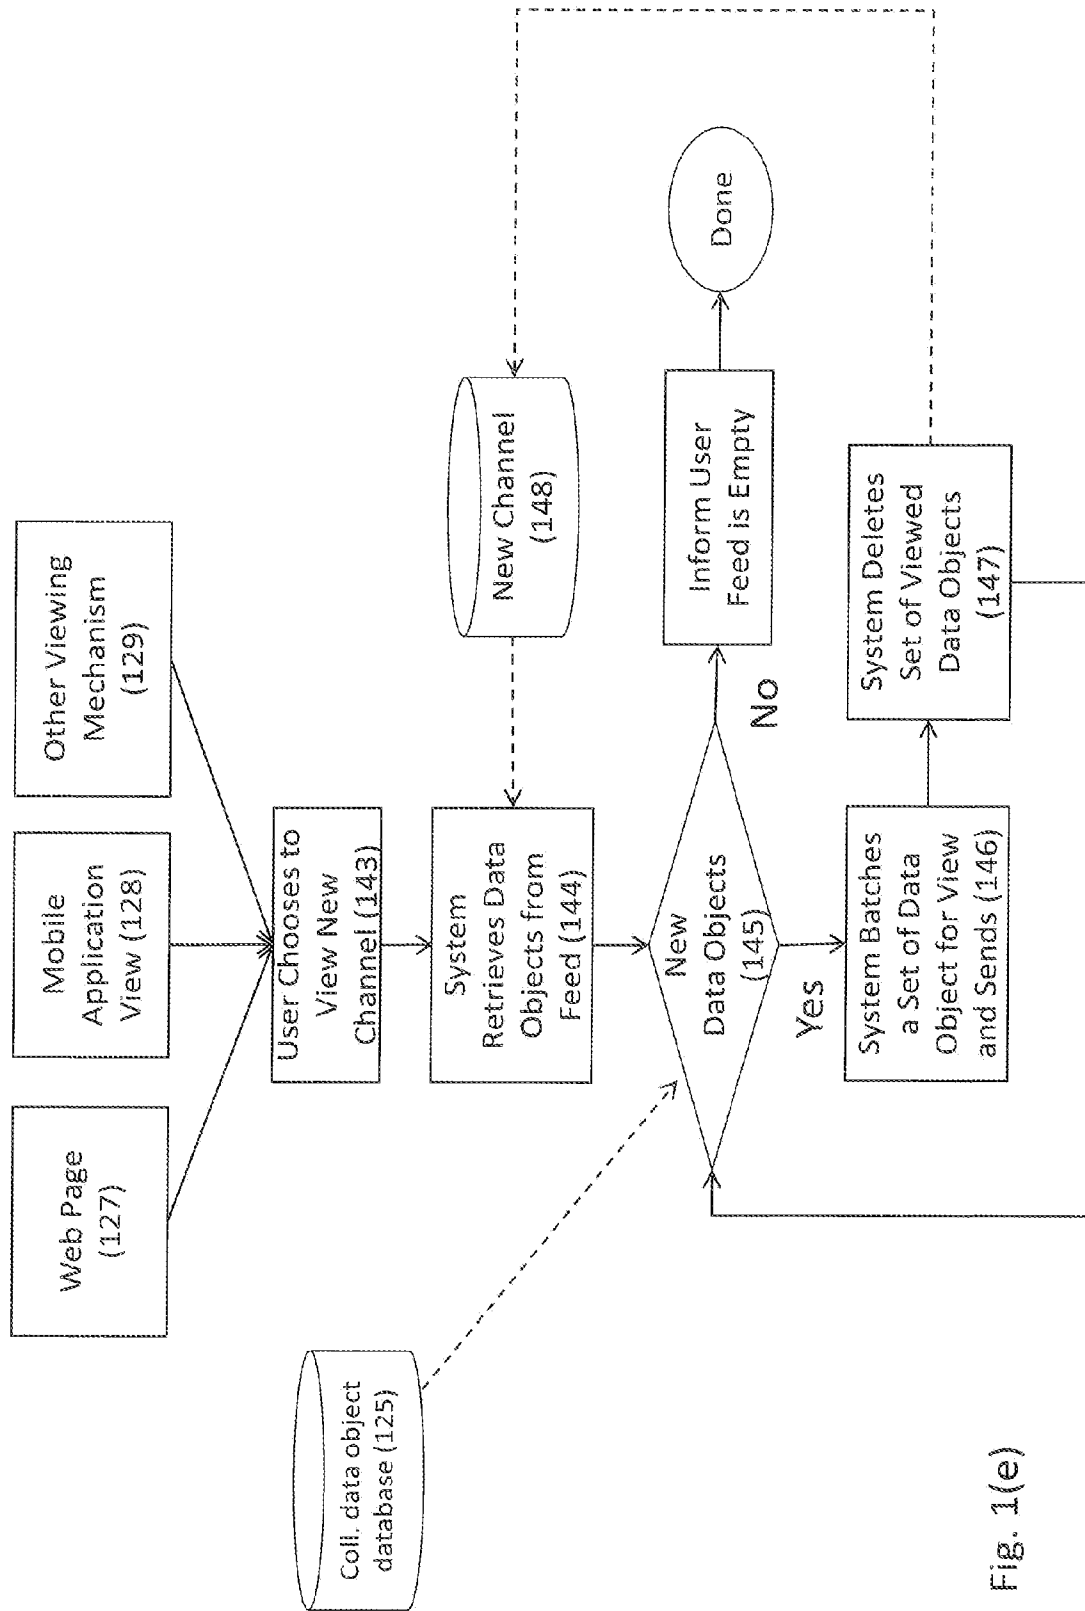 Web Page
(127)
Mobile
Application
View (128)
Other Viewing
Mechanism
(129)
User Chooses to
View New
Channel (143)
Coll. data object
database (125)
System
Retrieves Data
Objects from
Feed (144)
New Channel
(148)
New
Data Objects
(145)
No
Inform User
Feed is Empty
Done
Yes
System Batches
a Set of Data
Object for View
and Sends (146)
System Deletes
Set of Viewed
Data Objects
(147)
Fig. 1(e)